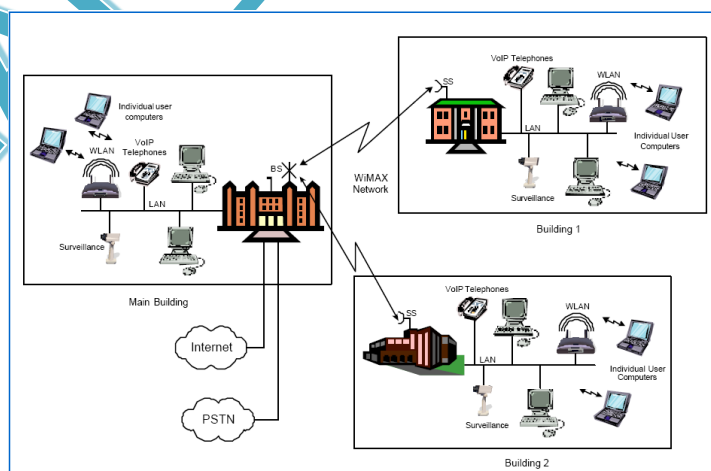 Individual user
computers
WLAN
VoIP
Telephones
LAN
Surveillance
BS
Main Building
Internet
PSTN
WiMAX
Network
SS
VoIP Telephones
WLAN
LAN
Individual User
Computers
Surveillance
Building 1
SS
VoIP Telephones
WLAN
LAN
Individual User
Computers
Surveillance
Building 2